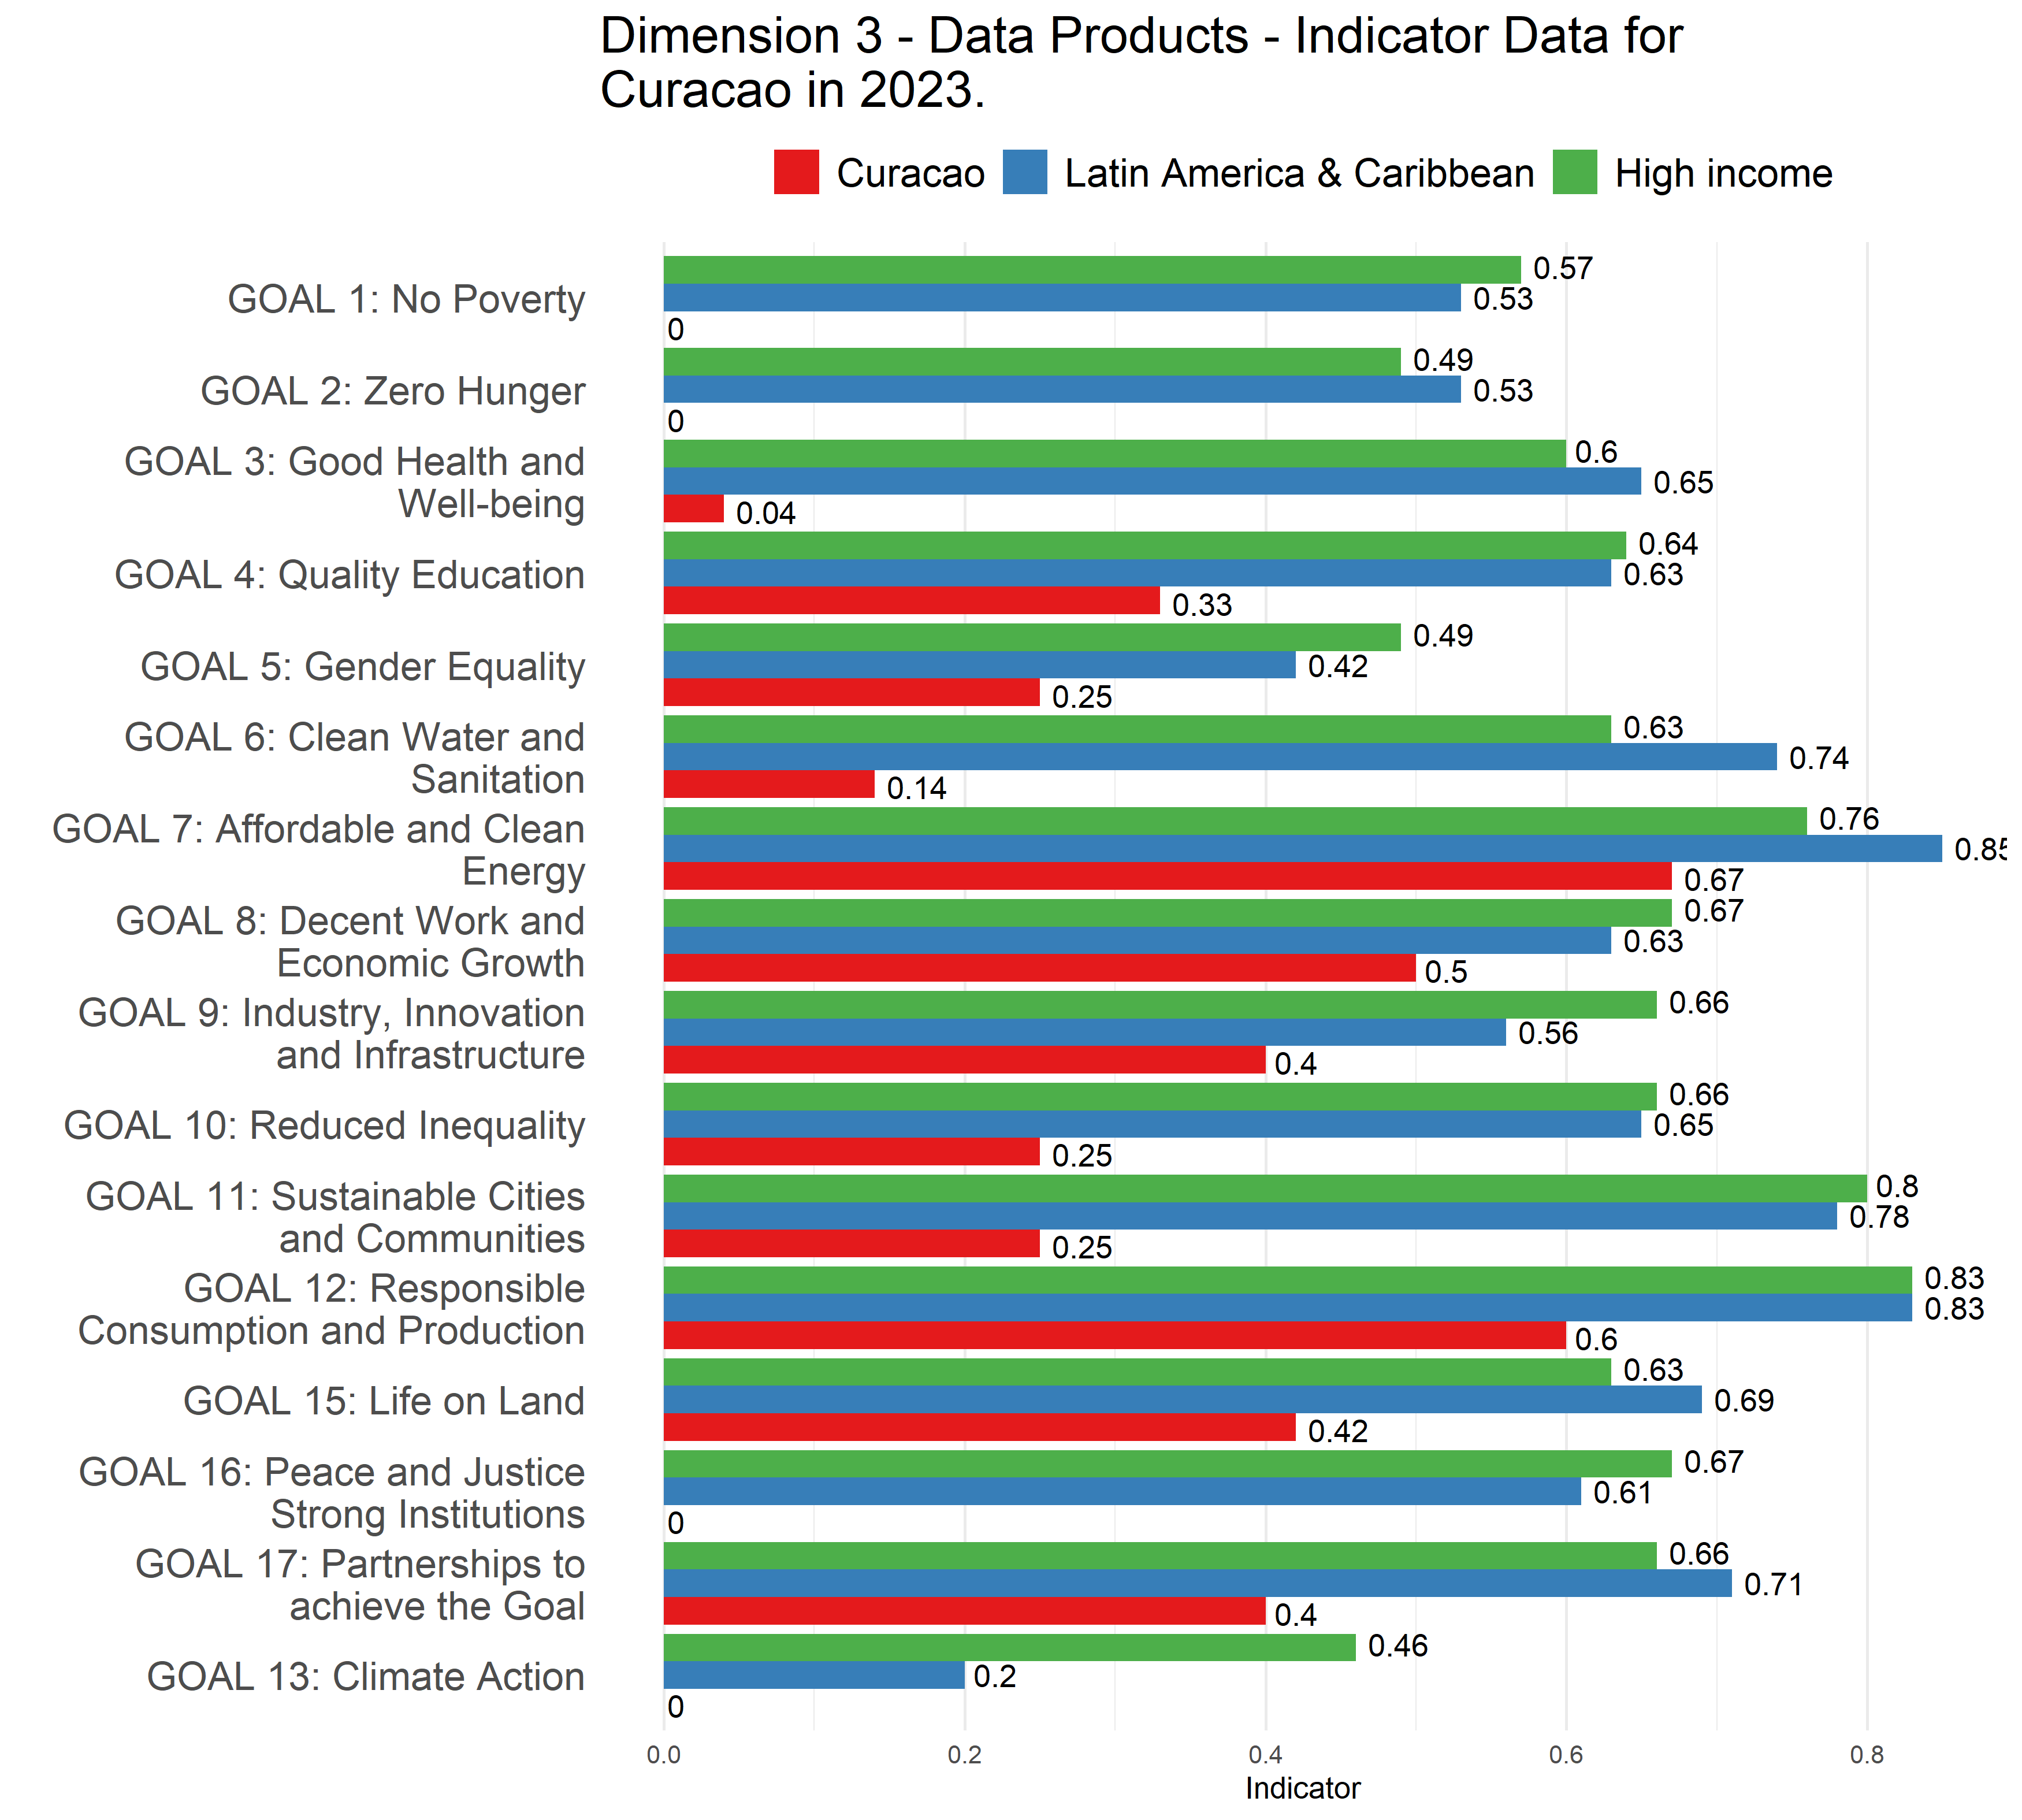 Dimension 3 - Data Products - Indicator Data for
Curacao in 2023.
Curacao Latin America & Caribbean High income
GOAL 1: No Poverty
0.57
0.53
0
GOAL 2: Zero Hunger
0.49
0.53
0
GOAL 3: Good Health and
Well-being
0.6
0.65
0.04
GOAL 4: Quality Education
0.64
0.63
0.33
GOAL 5: Gender Equality
0.49
0.42
0.25
GOAL 6: Clean Water and
Sanitation
0.63
0.74
0.14
GOAL 7: Affordable and Clean
Energy
0.76
0.85
0.67
GOAL 8: Decent Work and
Economic Growth
0.67
0.63
0.5
GOAL 9: Industry, Innovation
and Infrastructure
0.66
0.56
0.4
GOAL 10: Reduced Inequality
0.66
0.65
0.25
GOAL 11: Sustainable Cities
and Communities
0.8
0.78
0.25
GOAL 12: Responsible
Consumption and Production
0.83
0.83
0.6
GOAL 15: Life on Land
0.63
0.69
0.42
GOAL 16: Peace and Justice
Strong Institutions
0.67
0.61
0
GOAL 17: Partnerships to
achieve the Goal
0.66
0.71
0.4
GOAL 13: Climate Action
0.46
0.2
0
0.0 0.2 0.4 0.6 0.8
Indicator